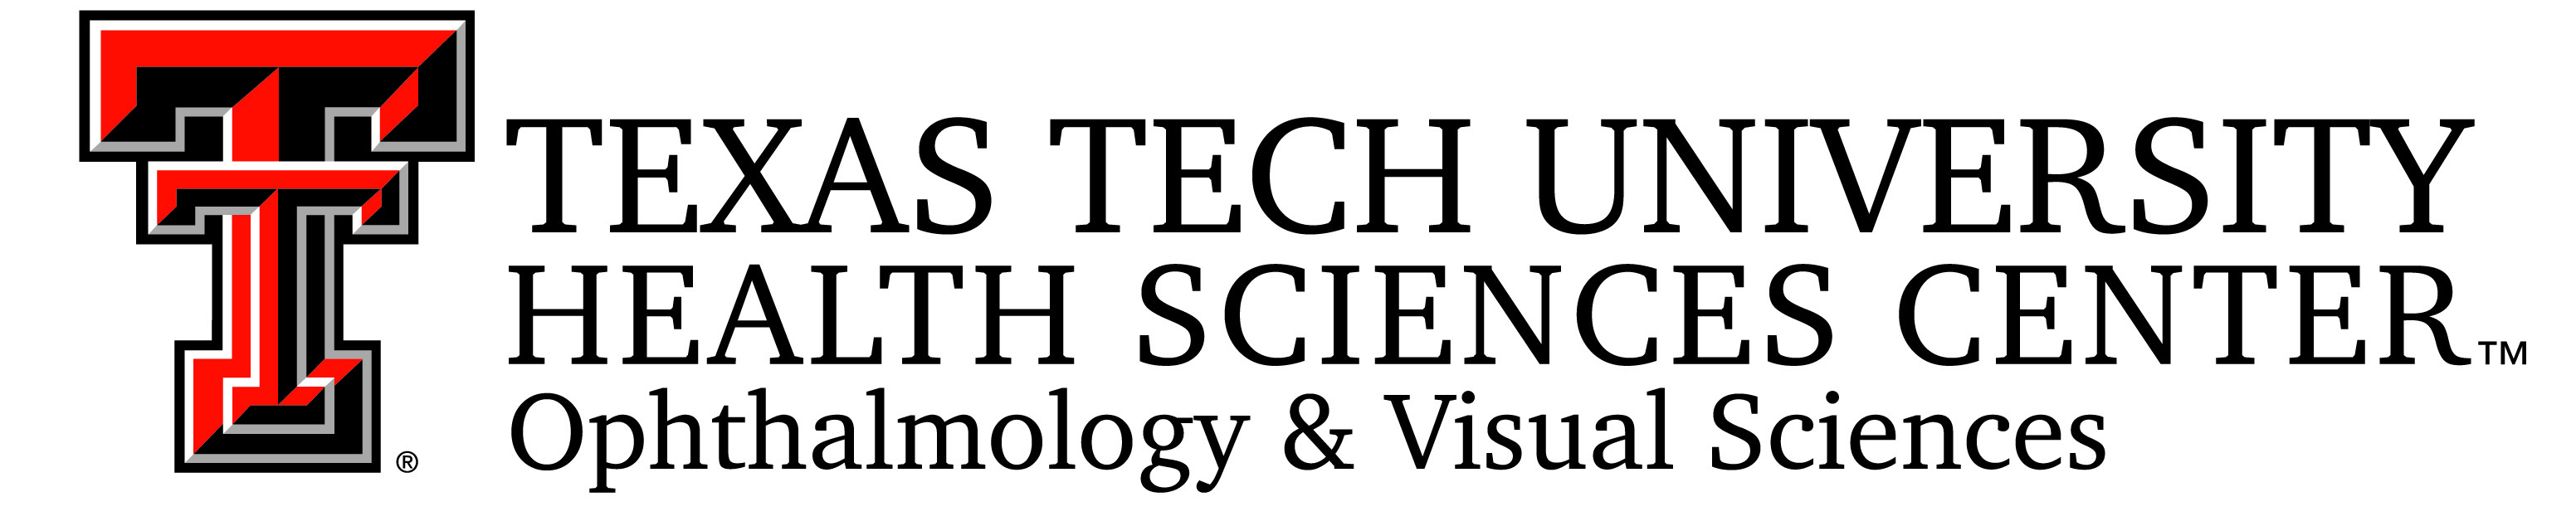 TEXAS TECH UNIVERSITY
HEALTH SCIENCES CENTER™
Ophthalmology & Visual Sciences
®